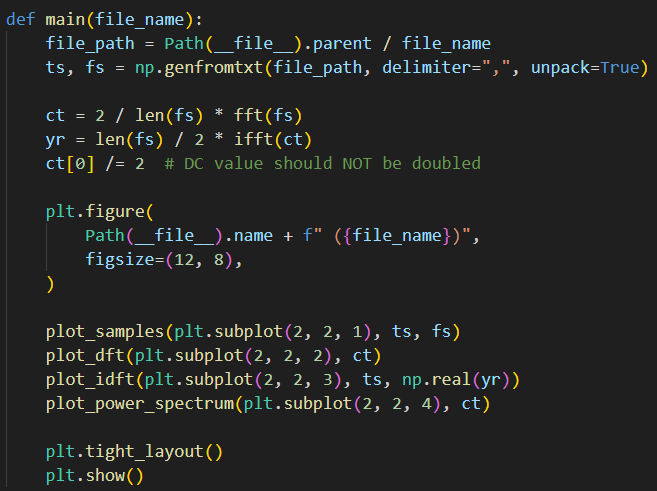 def main(file_name):
    file_path = Path(__file__).parent / file_name
    ts, fs = np.genfromtxt(file_path, delimiter=",", unpack=True)

    ct = 2 / len(fs) * fft(fs)
    yr = len(fs) / 2 * ifft(ct)
    ct[0] /= 2  # DC value should NOT be doubled

    plt.figure(
        Path(__file__).name + f" ({file_name})",
        figsize=(12, 8),
    )

    plot_samples(plt.subplot(2, 2, 1), ts, fs)
    plot_dft(plt.subplot(2, 2, 2), ct)
    plot_idft(plt.subplot(2, 2, 3), ts, np.real(yr))
    plot_power_spectrum(plt.subplot(2, 2, 4), ct)

    plt.tight_layout()
    plt.show()